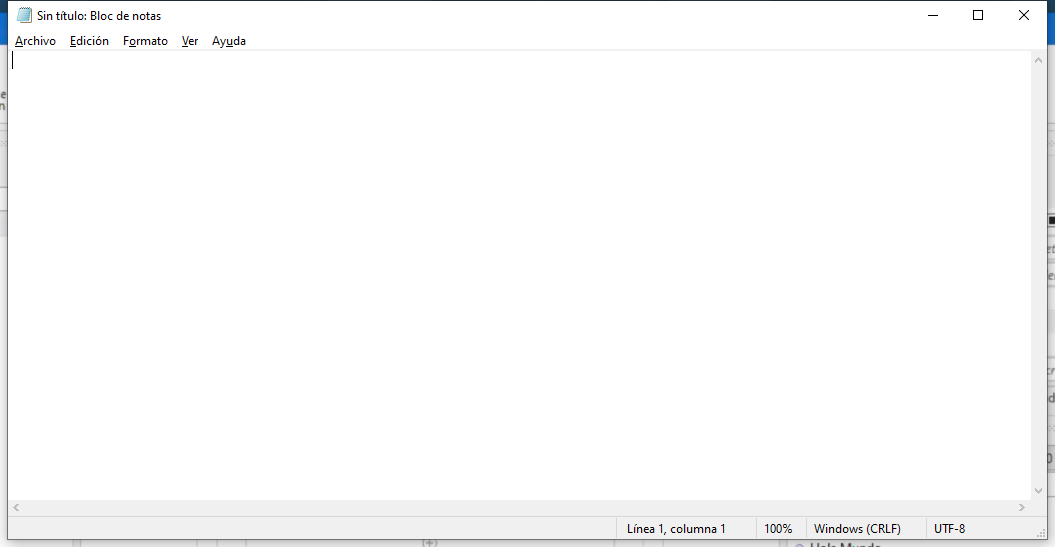 Sin título: Bloc de notas
Archivo Edición Formato Ver Ayuda
Línea 1, columna 1 100% Windows (CRLF) UTF-8